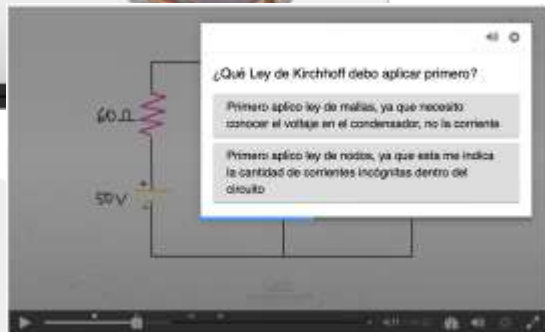 ¿Qué Ley de Kirchhoff debo aplicar primero?
Primero aplico ley de mallas, ya que necesito
conocer el voltaje en el condensador, no la corriente
Primero aplico ley de nodos, ya que esta me indica
la cantidad de corrientes incógnitas dentro del
circuito
60 Ω
50 V